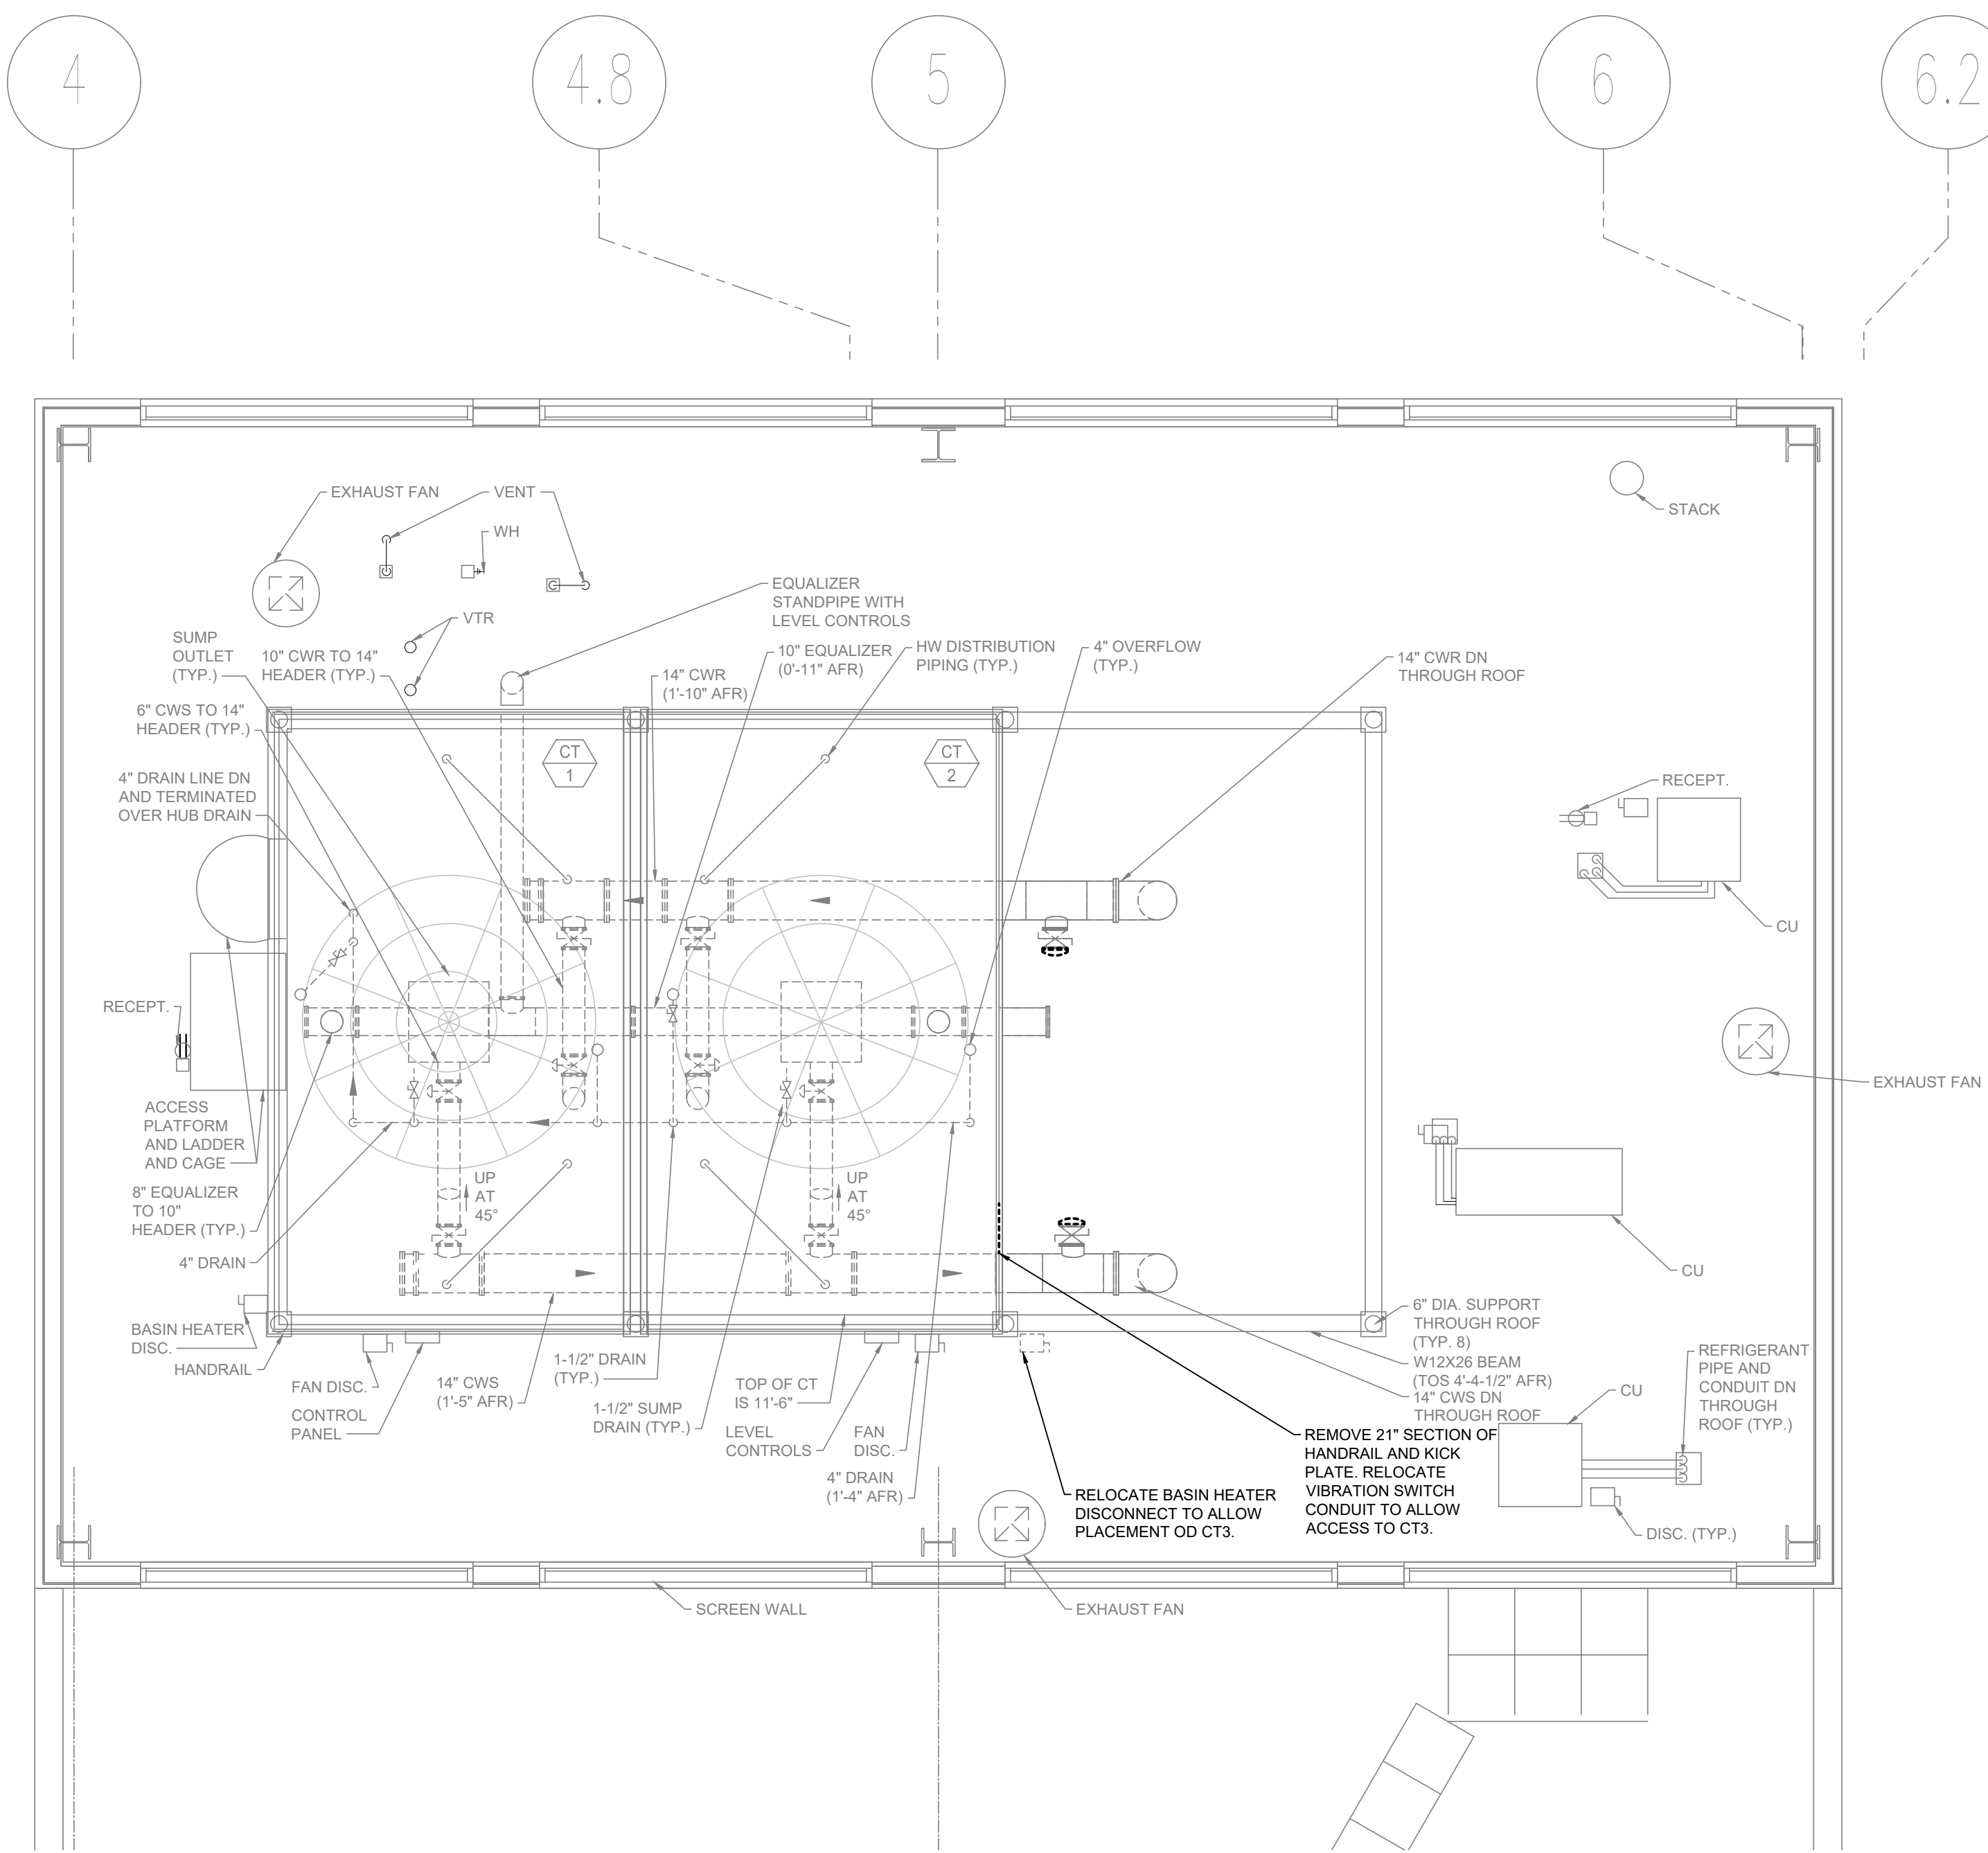 4
4.8
5
6
6.2
EXHAUST FAN
VENT
WH
STACK
VTR
EQUALIZER
STANDPIPE WITH
LEVEL CONTROLS
SUMP
OUTLET
(TYP.)
10" CWR TO 14"
HEADER (TYP.)
14" CWR
(1'-10" AFR)
10" EQUALIZER
(0'-11" AFR)
HW DISTRIBUTION
PIPING (TYP.)
4" OVERFLOW
(TYP.)
14" CWR DN
THROUGH ROOF
6" CWS TO 14"
HEADER (TYP.)
CT
1
CT
2
4" DRAIN LINE DN
AND TERMINATED
OVER HUB DRAIN
RECEPT.
CU
RECEPT.
EXHAUST FAN
ACCESS
PLATFORM
AND LADDER
AND CAGE
8" EQUALIZER
TO 10"
HEADER (TYP.)
UP
AT
45°
UP
AT
45°
4" DRAIN
CU
BASIN HEATER
DISC.
HANDRAIL
FAN DISC.
CONTROL
PANEL
14" CWS
(1'-5" AFR)
1-1/2" DRAIN
(TYP.)
1-1/2" SUMP
DRAIN (TYP.)
TOP OF CT
IS 11'-6"
LEVEL
CONTROLS
FAN
DISC.
4" DRAIN
(1'-4" AFR)
6" DIA. SUPPORT
THROUGH ROOF
(TYP. 8)
W12X26 BEAM
(TOS 4'-4-1/2" AFR)
14" CWS DN
THROUGH ROOF
CU
REFRIGERANT
PIPE AND
CONDUIT DN
THROUGH
ROOF (TYP.)
RELOCATE BASIN HEATER
DISCONNECT TO ALLOW
PLACEMENT OD CT3.
REMOVE 21" SECTION OF
HANDRAIL AND KICK
PLATE. RELOCATE
VIBRATION SWITCH
CONDUIT TO ALLOW
ACCESS TO CT3.
DISC. (TYP.)
SCREEN WALL
EXHAUST FAN